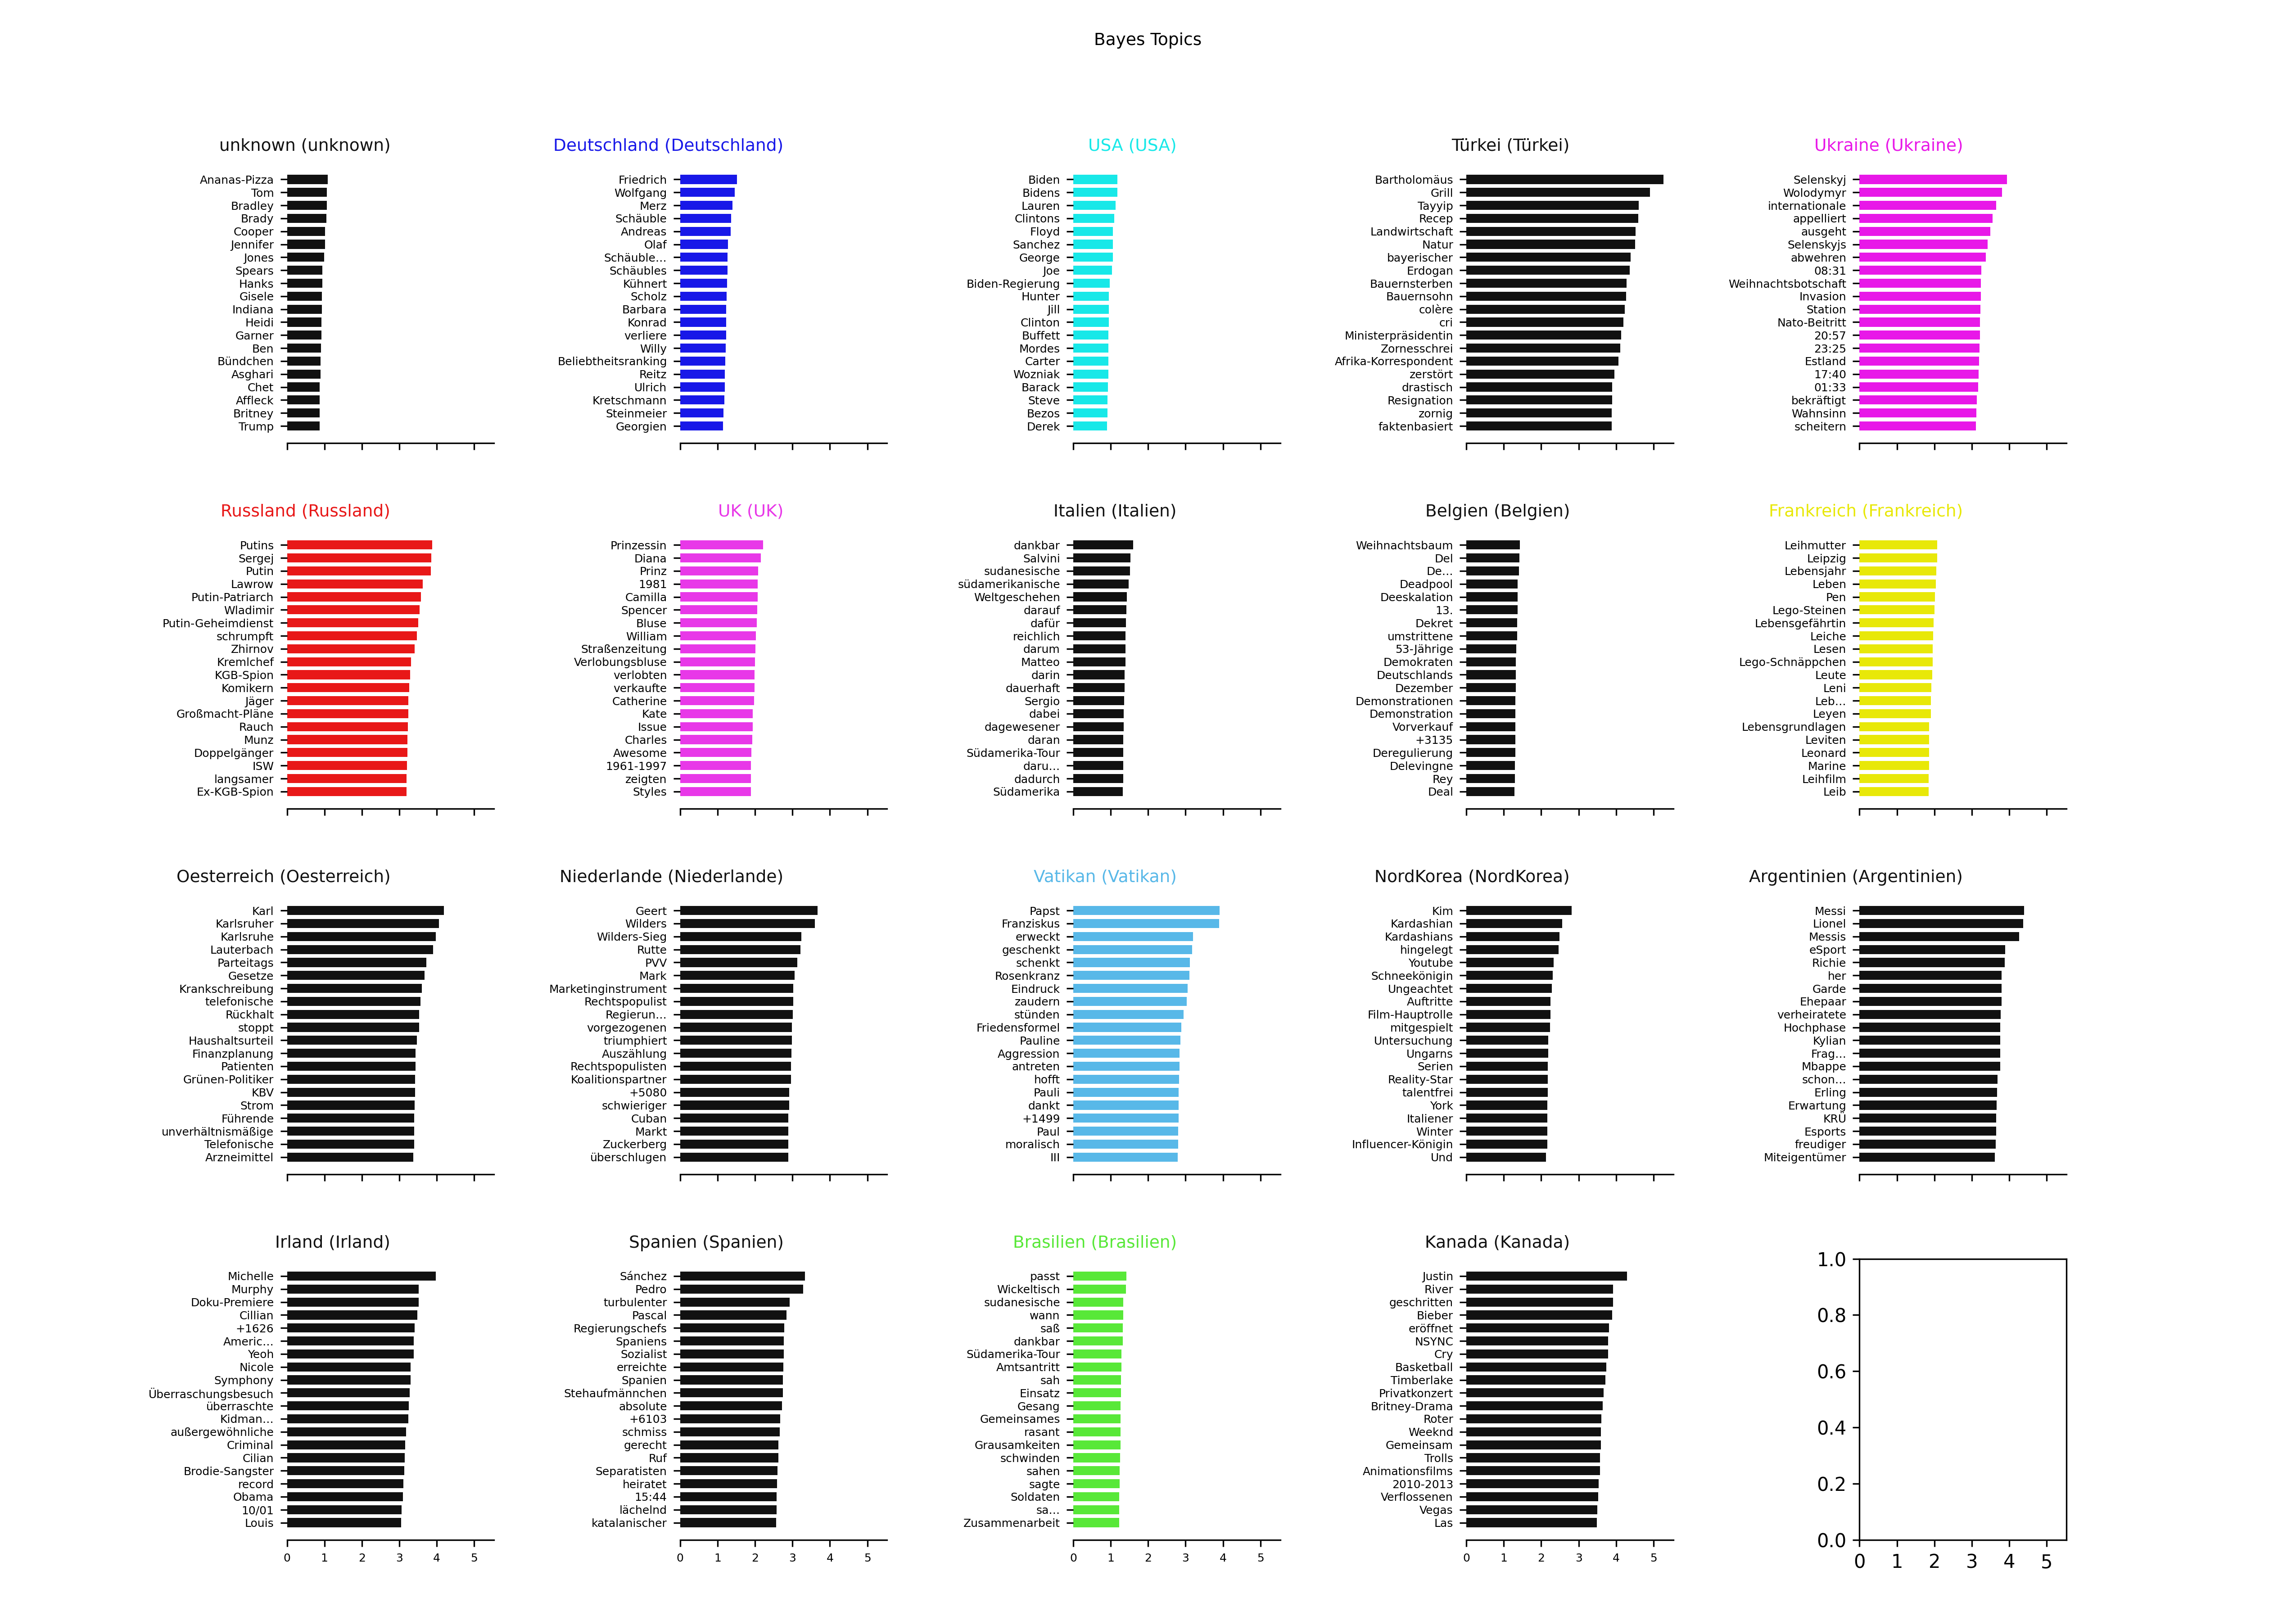 Bayes Topics
unknown (unknown)
Ananas-Pizza
Tom
Bradley
Brady
Cooper
Jennifer
Jones
Spears
Hanks
Gisele
Indiana
Heidi
Garner
Ben
Bündchen
Asghari
Chet
Affleck
Britney
Trump
Deutschland (Deutschland)
Friedrich
Wolfgang
Merz
Schäuble
Andreas
Olaf
Schäuble…
Schäubles
Kühnert
Scholz
Barbara
Konrad
verliere
Willy
Beliebtheitsranking
Reitz
Ulrich
Kretschmann
Steinmeier
Georgien
USA (USA)
Biden
Bidens
Lauren
Clintons
Floyd
Sanchez
George
Joe
Biden-Regierung
Hunter
Jill
Clinton
Buffett
Mordes
Carter
Wozniak
Barack
Steve
Bezos
Derek
Türkei (Türkei)
Bartholomäus
Grill
Tayyip
Recep
Landwirtschaft
Natur
bayerischer
Erdogan
Bauernsterben
Bauernsohn
colère
cri
Ministerpräsidentin
Zornesschrei
Afrika-Korrespondent
zerstört
drastisch
Resignation
zornig
faktenbasiert
Ukraine (Ukraine)
Selenskyj
Wolodymyr
internationale
appelliert
ausgeht
Selenskyjs
abwehren
08:31
Weihnachtsbotschaft
Invasion
Station
Nato-Beitritt
20:57
23:25
Estland
17:40
01:33
bekräftigt
Wahnsinn
scheitern
Russland (Russland)
Putins
Sergej
Putin
Lawrow
Putin-Patriarch
Wladimir
Putin-Geheimdienst
schrumpft
Zhirnov
Kremlchef
KGB-Spion
Komikern
Jäger
Großmacht-Pläne
Rauch
Munz
Doppelgänger
ISW
langsamer
Ex-KGB-Spion
UK (UK)
Prinzessin
Diana
Prinz
1981
Camilla
Spencer
Bluse
William
Straßenzeitung
Verlobungsbluse
verlobten
verkaufte
Catherine
Kate
Issue
Charles
Awesome
1961-1997
zeigten
Styles
Italien (Italien)
dankbar
Salvini
sudanesische
südamerikanische
Weltgeschehen
darauf
dafür
reichlich
darum
Matteo
darin
dauerhaft
Sergio
dabei
dagewesener
daran
Südamerika-Tour
daru…
dadurch
Südamerika
Belgien (Belgien)
Weihnachtsbaum
Del
De…
Deadpool
Deeskalation
13.
Dekret
umstrittene
53-Jährige
Demokraten
Deutschlands
Dezember
Demonstrationen
Demonstration
Vorverkauf
+3135
Deregulierung
Delevingne
Rey
Deal
Frankreich (Frankreich)
Leihmutter
Leipzig
Lebensjahr
Leben
Pen
Lego-Steinen
Lebensgefährtin
Leiche
Lesen
Lego-Schnäppchen
Leute
Leni
Leb…
Leyen
Lebensgrundlagen
Leviten
Leonard
Marine
Leihfilm
Leib
Oesterreich (Oesterreich)
Karl
Karlsruher
Karlsruhe
Lauterbach
Parteitags
Gesetze
Krankschreibung
telefonische
Rückhalt
stoppt
Haushaltsurteil
Finanzplanung
Patienten
Grünen-Politiker
KBV
Strom
Führende
unverhältnismäßige
Telefonische
Arzneimittel
Niederlande (Niederlande)
Geert
Wilders
Wilders-Sieg
Rutte
PVV
Mark
Marketinginstrument
Rechtspopulist
Regierun…
vorgezogenen
triumphiert
Auszählung
Rechtspopulisten
Koalitionspartner
+5080
schwieriger
Cuban
Markt
Zuckerberg
überschlugen
Vatikan (Vatikan)
Papst
Franziskus
erweckt
geschenkt
schenkt
Rosenkranz
Eindruck
zaudern
stünden
Friedensformel
Pauline
Aggression
antreten
hofft
Pauli
dankt
+1499
Paul
moralisch
III
NordKorea (NordKorea)
Kim
Kardashian
Kardashians
hingelegt
Youtube
Schneekönigin
Ungeachtet
Auftritte
Film-Hauptrolle
mitgespielt
Untersuchung
Ungarns
Serien
Reality-Star
talentfrei
York
Italiener
Winter
Influencer-Königin
Und
Argentinien (Argentinien)
Messi
Lionel
Messis
eSport
Richie
her
Garde
Ehepaar
verheiratete
Hochphase
Kylian
Frag…
Mbappe
schon…
Erling
Erwartung
KRÜ
Esports
freudiger
Miteigentümer
Irland (Irland)
Michelle
Murphy
Doku-Premiere
Cillian
+1626
Americ…
Yeoh
Nicole
Symphony
Überraschungsbesuch
überraschte
Kidman…
außergewöhnliche
Criminal
Cilian
Brodie-Sangster
record
Obama
10/01
Louis
0 1 2 3 4 5
Spanien (Spanien)
Sánchez
Pedro
turbulenter
Pascal
Regierungschefs
Spaniens
Sozialist
erreichte
Spanien
Stehaufmännchen
absolute
+6103
schmiss
gerecht
Ruf
Separatisten
heiratet
15:44
lächelnd
katalanischer
0 1 2 3 4 5
Brasilien (Brasilien)
passt
Wickeltisch
sudanesische
wann
saß
dankbar
Südamerika-Tour
Amtsantritt
sah
Einsatz
Gesang
Gemeinsames
rasant
Grausamkeiten
schwinden
sahen
sagte
Soldaten
sa…
Zusammenarbeit
0 1 2 3 4 5
Kanada (Kanada)
Justin
River
geschritten
Bieber
eröffnet
NSYNC
Cry
Basketball
Timberlake
Privatkonzert
Britney-Drama
Roter
Weeknd
Gemeinsam
Trolls
Animationsfilms
2010-2013
Verflossenen
Vegas
Las
0 1 2 3 4 5
1.0
0.8
0.6
0.4
0.2
0.0
0 1 2 3 4 5